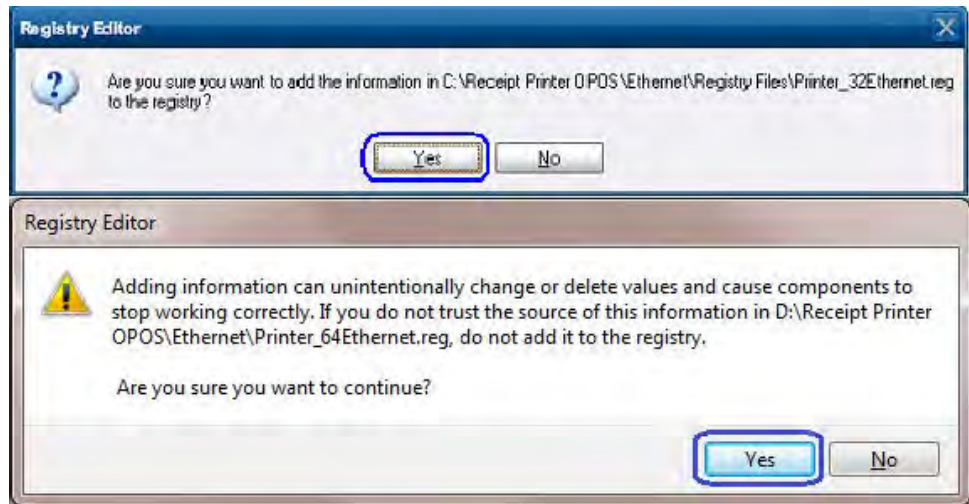 Registry Editor
Are you sure you want to add the information in C:\Receipt Printer OPOS\Ethernet\Registry Files\Printer_32Ethernet.reg
to the registry?
Yes No
Registry Editor
Adding information can unintentionally change or delete values and cause components to
stop working correctly. If you do not trust the source of this information in D:\Receipt Printer
OPOS\Ethernet\Printer_64Ethernet.reg, do not add it to the registry.
Are you sure you want to continue?
Yes No